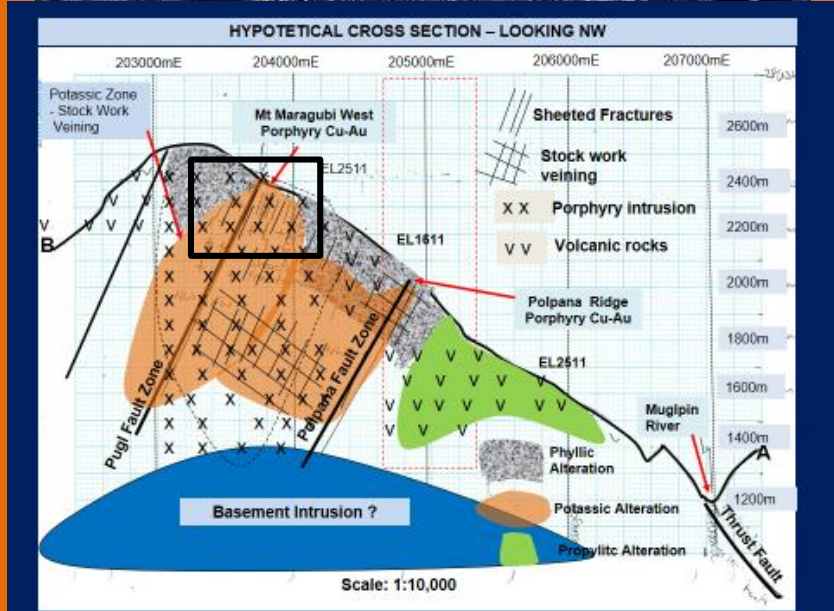 HYPOTETICAL CROSS SECTION – LOOKING NW
203000mE
204000mE
205000mE
206000mE
207000mE
Potassic Zone
- Stock Work
Veining
Mt Maragubi West
Porphyry Cu-Au
EL2511
Sheeted Fractures
Stock work
veining
X X Porphyry intrusion
V V Volcanic rocks
2600m
2400m
2200m
2000m
1800m
1600m
1400m
1200m
B
EL1611
Polpana Ridge
Porphyry Cu-Au
EL2511
Muglpin
River
A
Pugl Fault Zone
Polpana Fault Zone
Thrust Fault
Phyllic
Alteration
Potassic Alteration
Propylitc Alteration
Basement Intrusion ?
Scale: 1:10,000